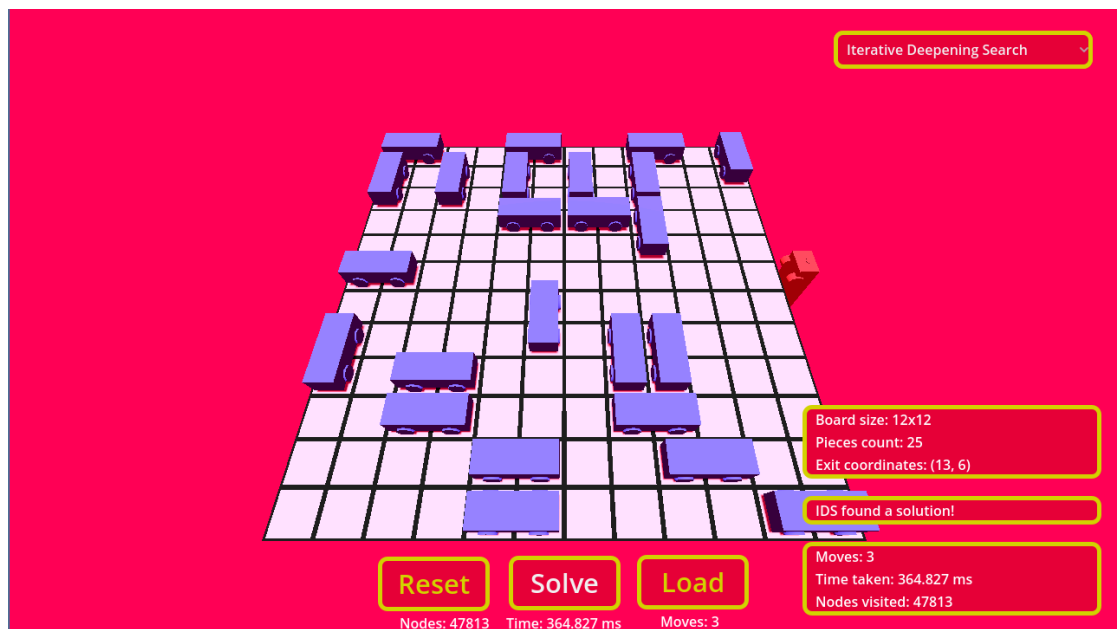 Iterative Deepening Search
Board size: 12x12
Pieces count: 25
Exit coordinates: (13, 6)
IDS found a solution!
Moves: 3
Time taken: 364.827 ms
Nodes visited: 47813
Reset
Solve
Load
Nodes: 47813
Time: 364.827 ms
Moves: 3